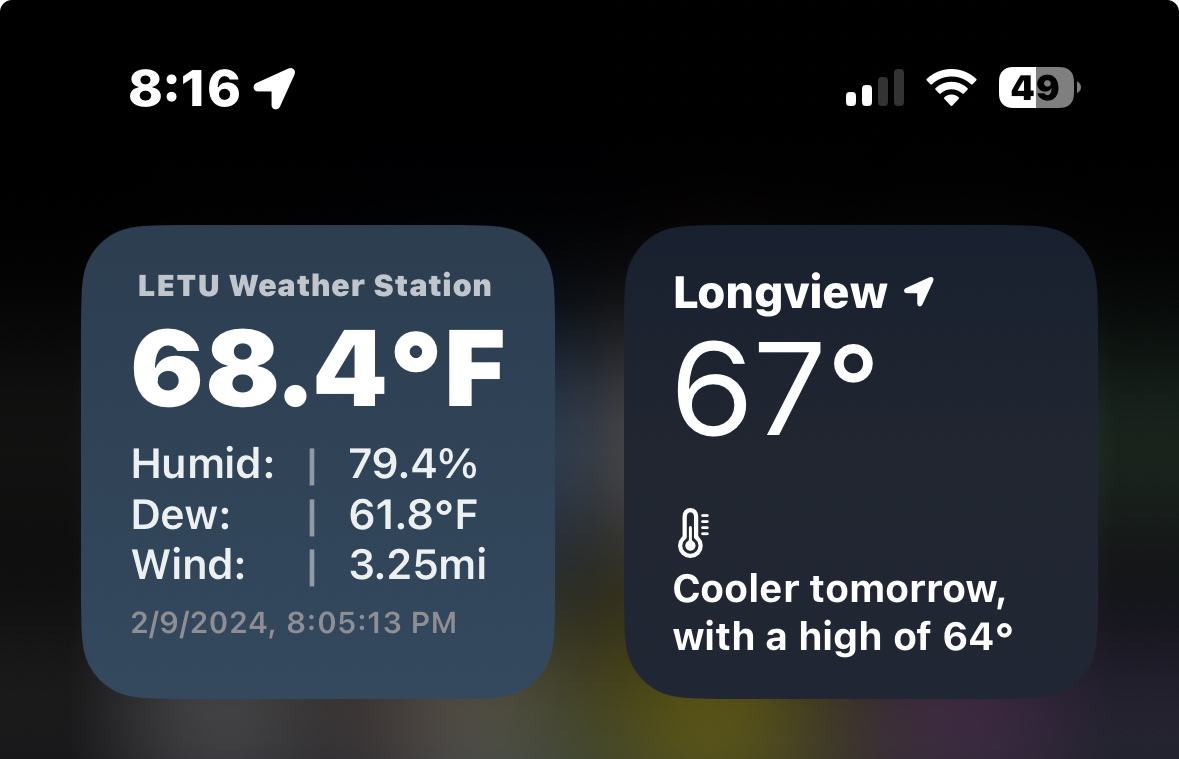 8:16
49
LETU Weather Station
68.4°F
Humid: | 79.4%
Dew: | 61.8°F
Wind: | 3.25mi
2/9/2024, 8:05:13 PM
Longview
67°
Cooler tomorrow,
with a high of 64°